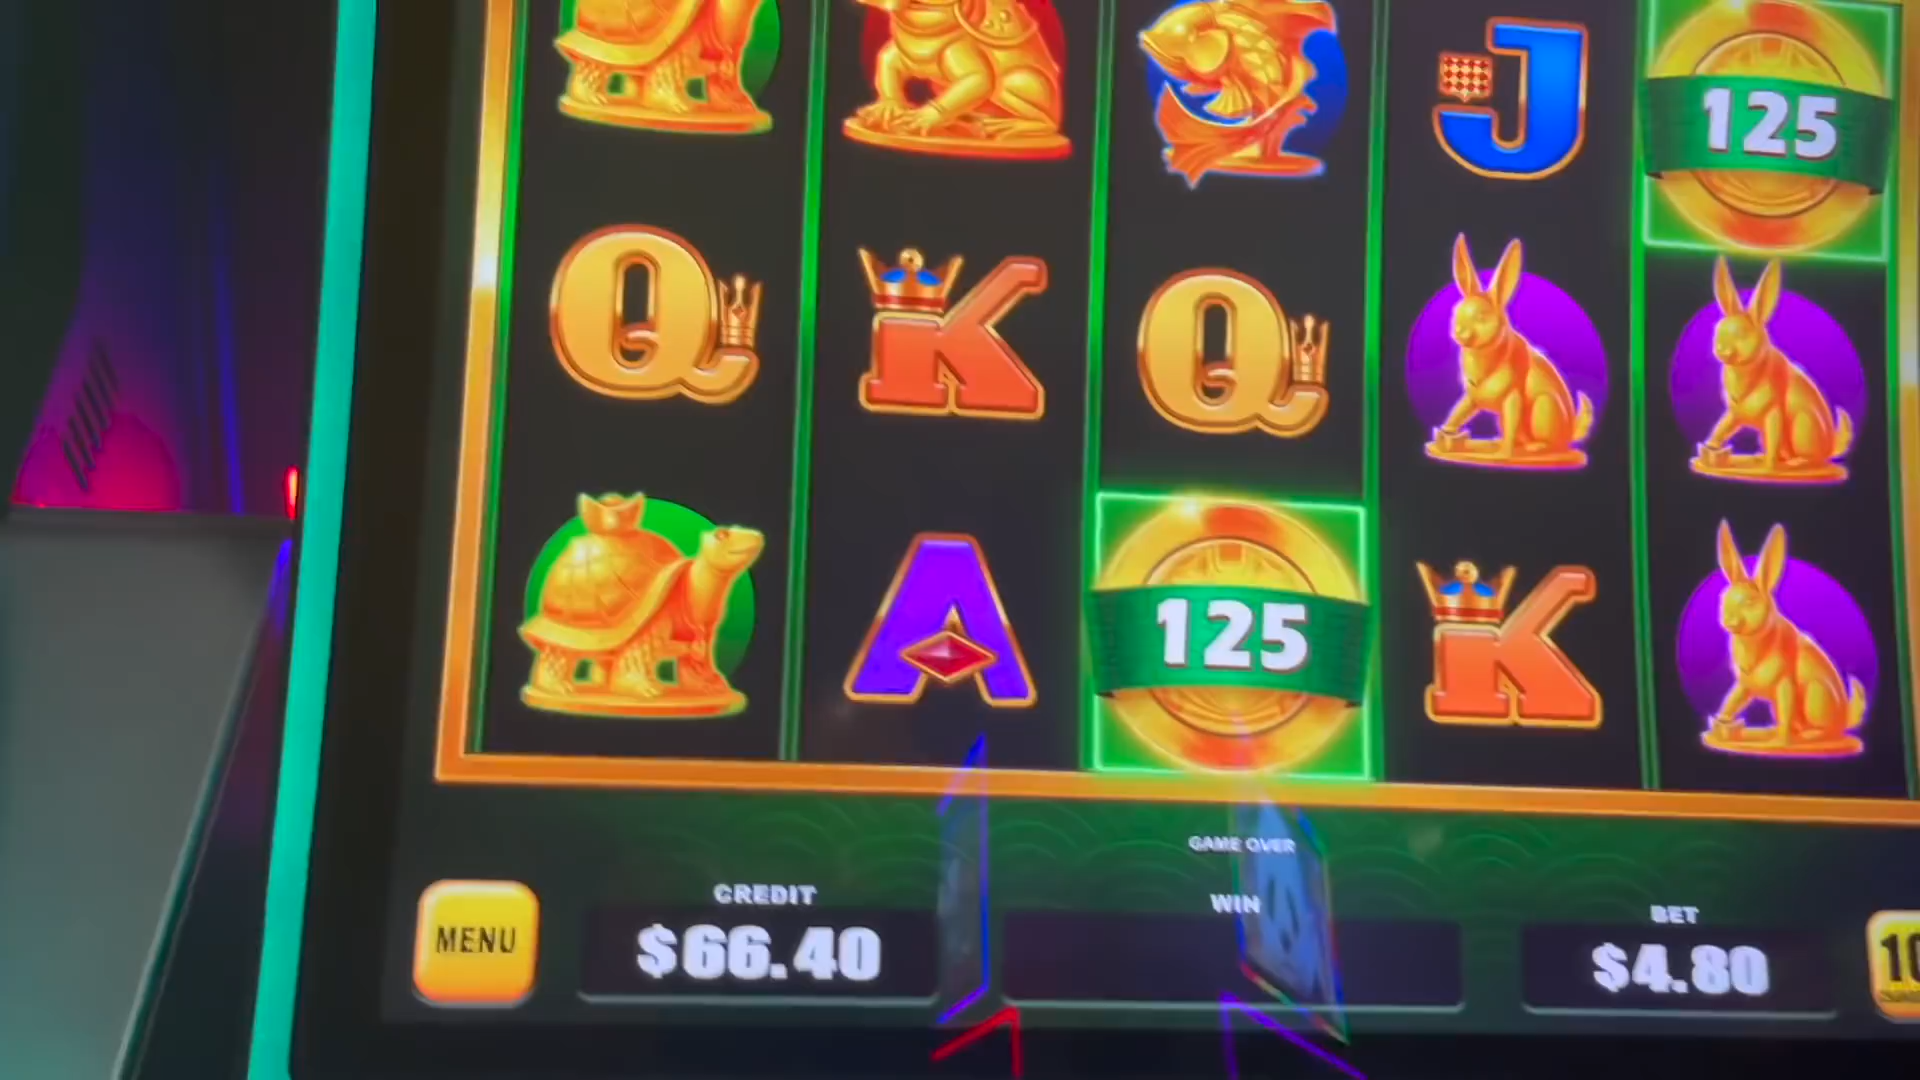 J
125
Q
K
Q
A
125
K
GAME OVER
MENU
CREDIT
$66.40
WIN
BET
$4.80